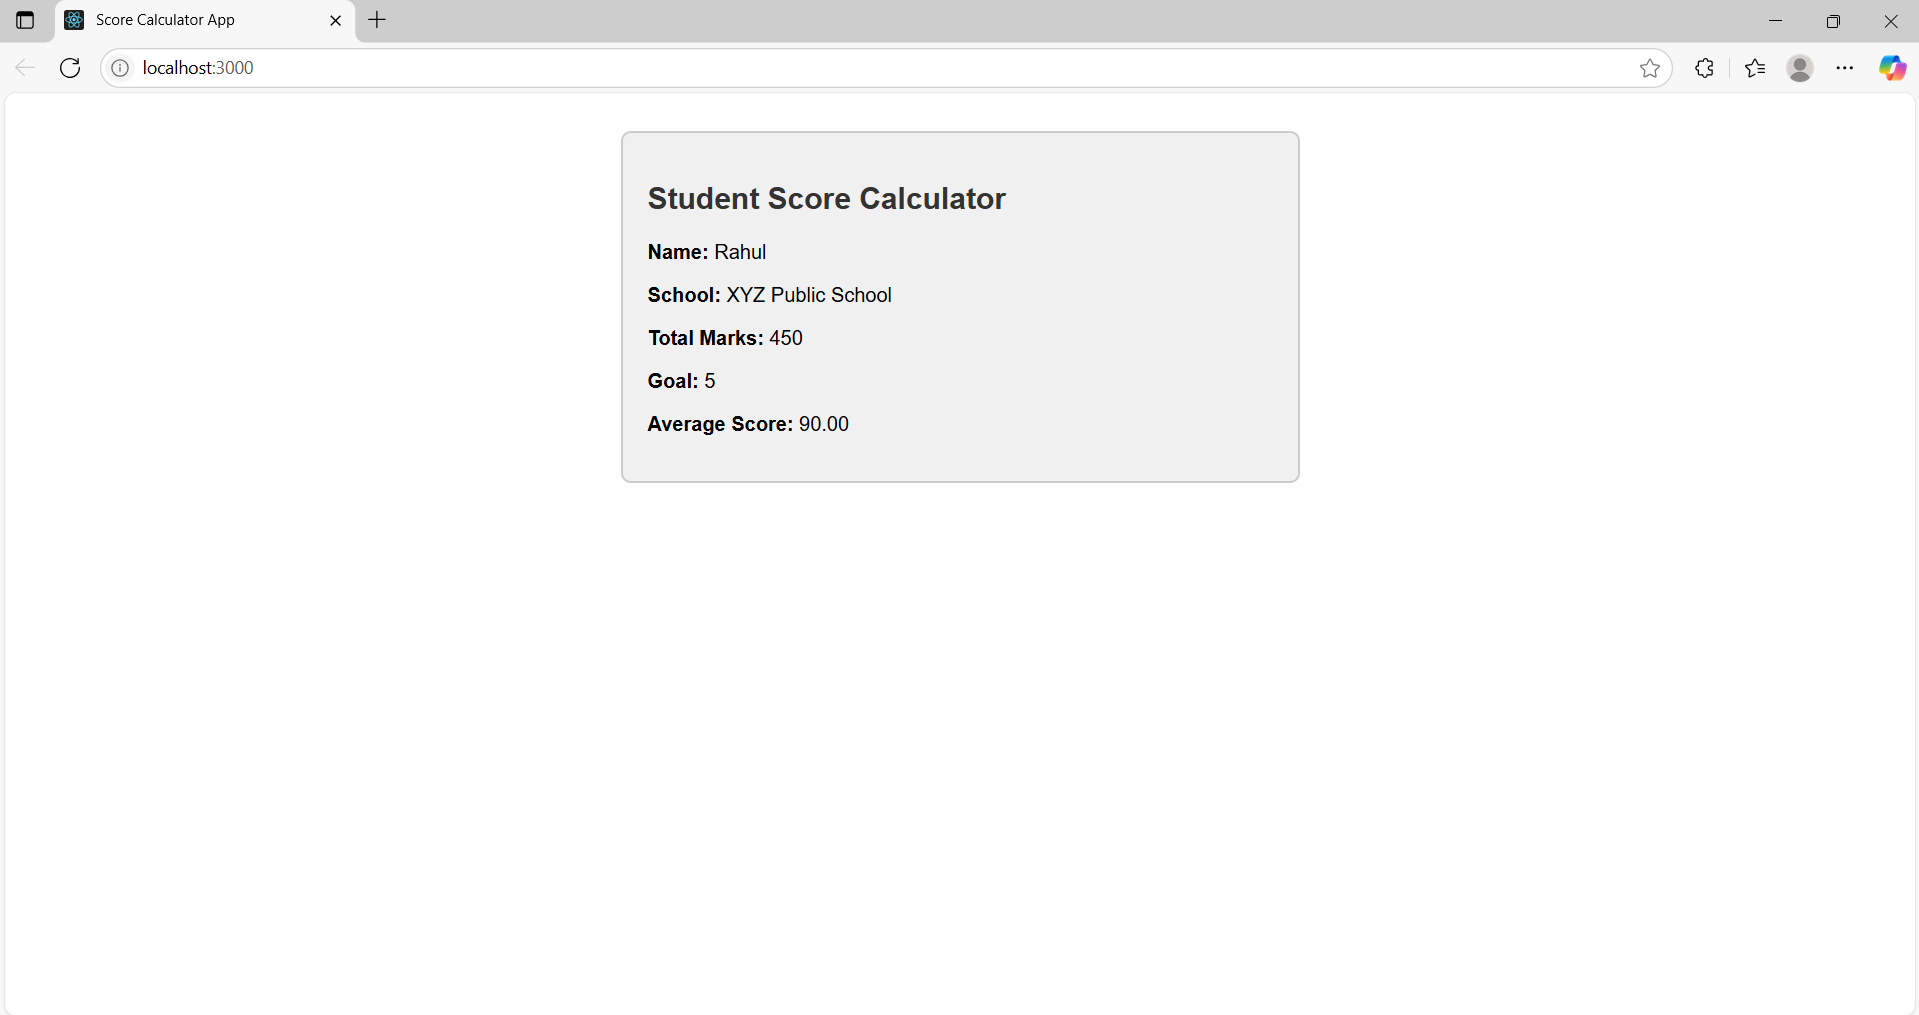 Score Calculator App
localhost:3000
Student Score Calculator
Name: Rahul
School: XYZ Public School
Total Marks: 450
Goal: 5
Average Score: 90.00